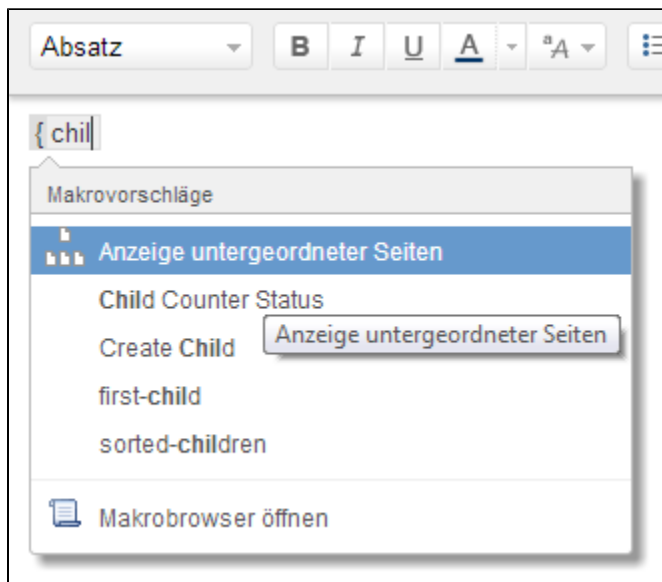 Absatz B I U A ªA
{ chil
Makrovorschläge
Anzeige untergeordneter Seiten
Child Counter Status
Create Child
Anzeige untergeordneter Seiten
first-child
sorted-children
Makrobrowser öffnen